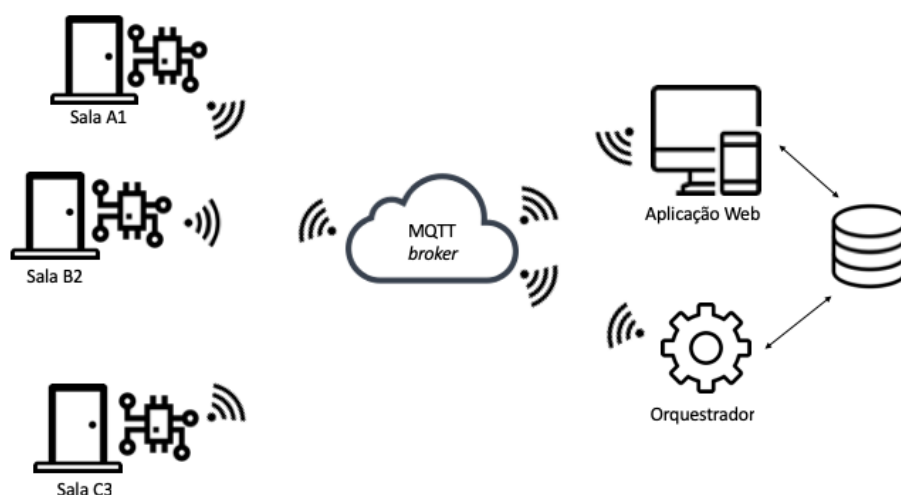 Sala A1
Sala B2
Sala C3
MQTT
broker
Aplicação Web
Orquestrador